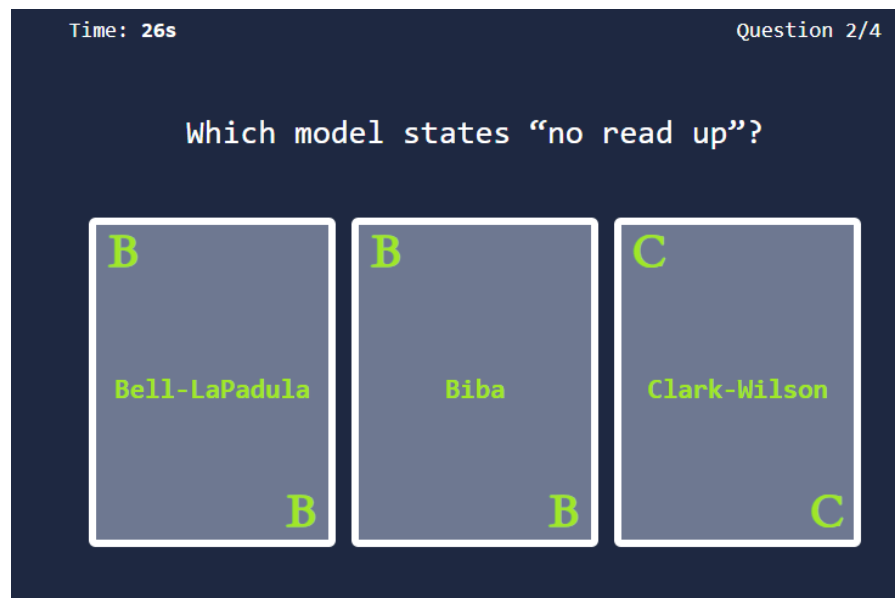 Time: 26s
Question 2/4
Which model states “no read up”?
B
B
C
Bell-LaPadula
Biba
Clark-Wilson
B
B
C